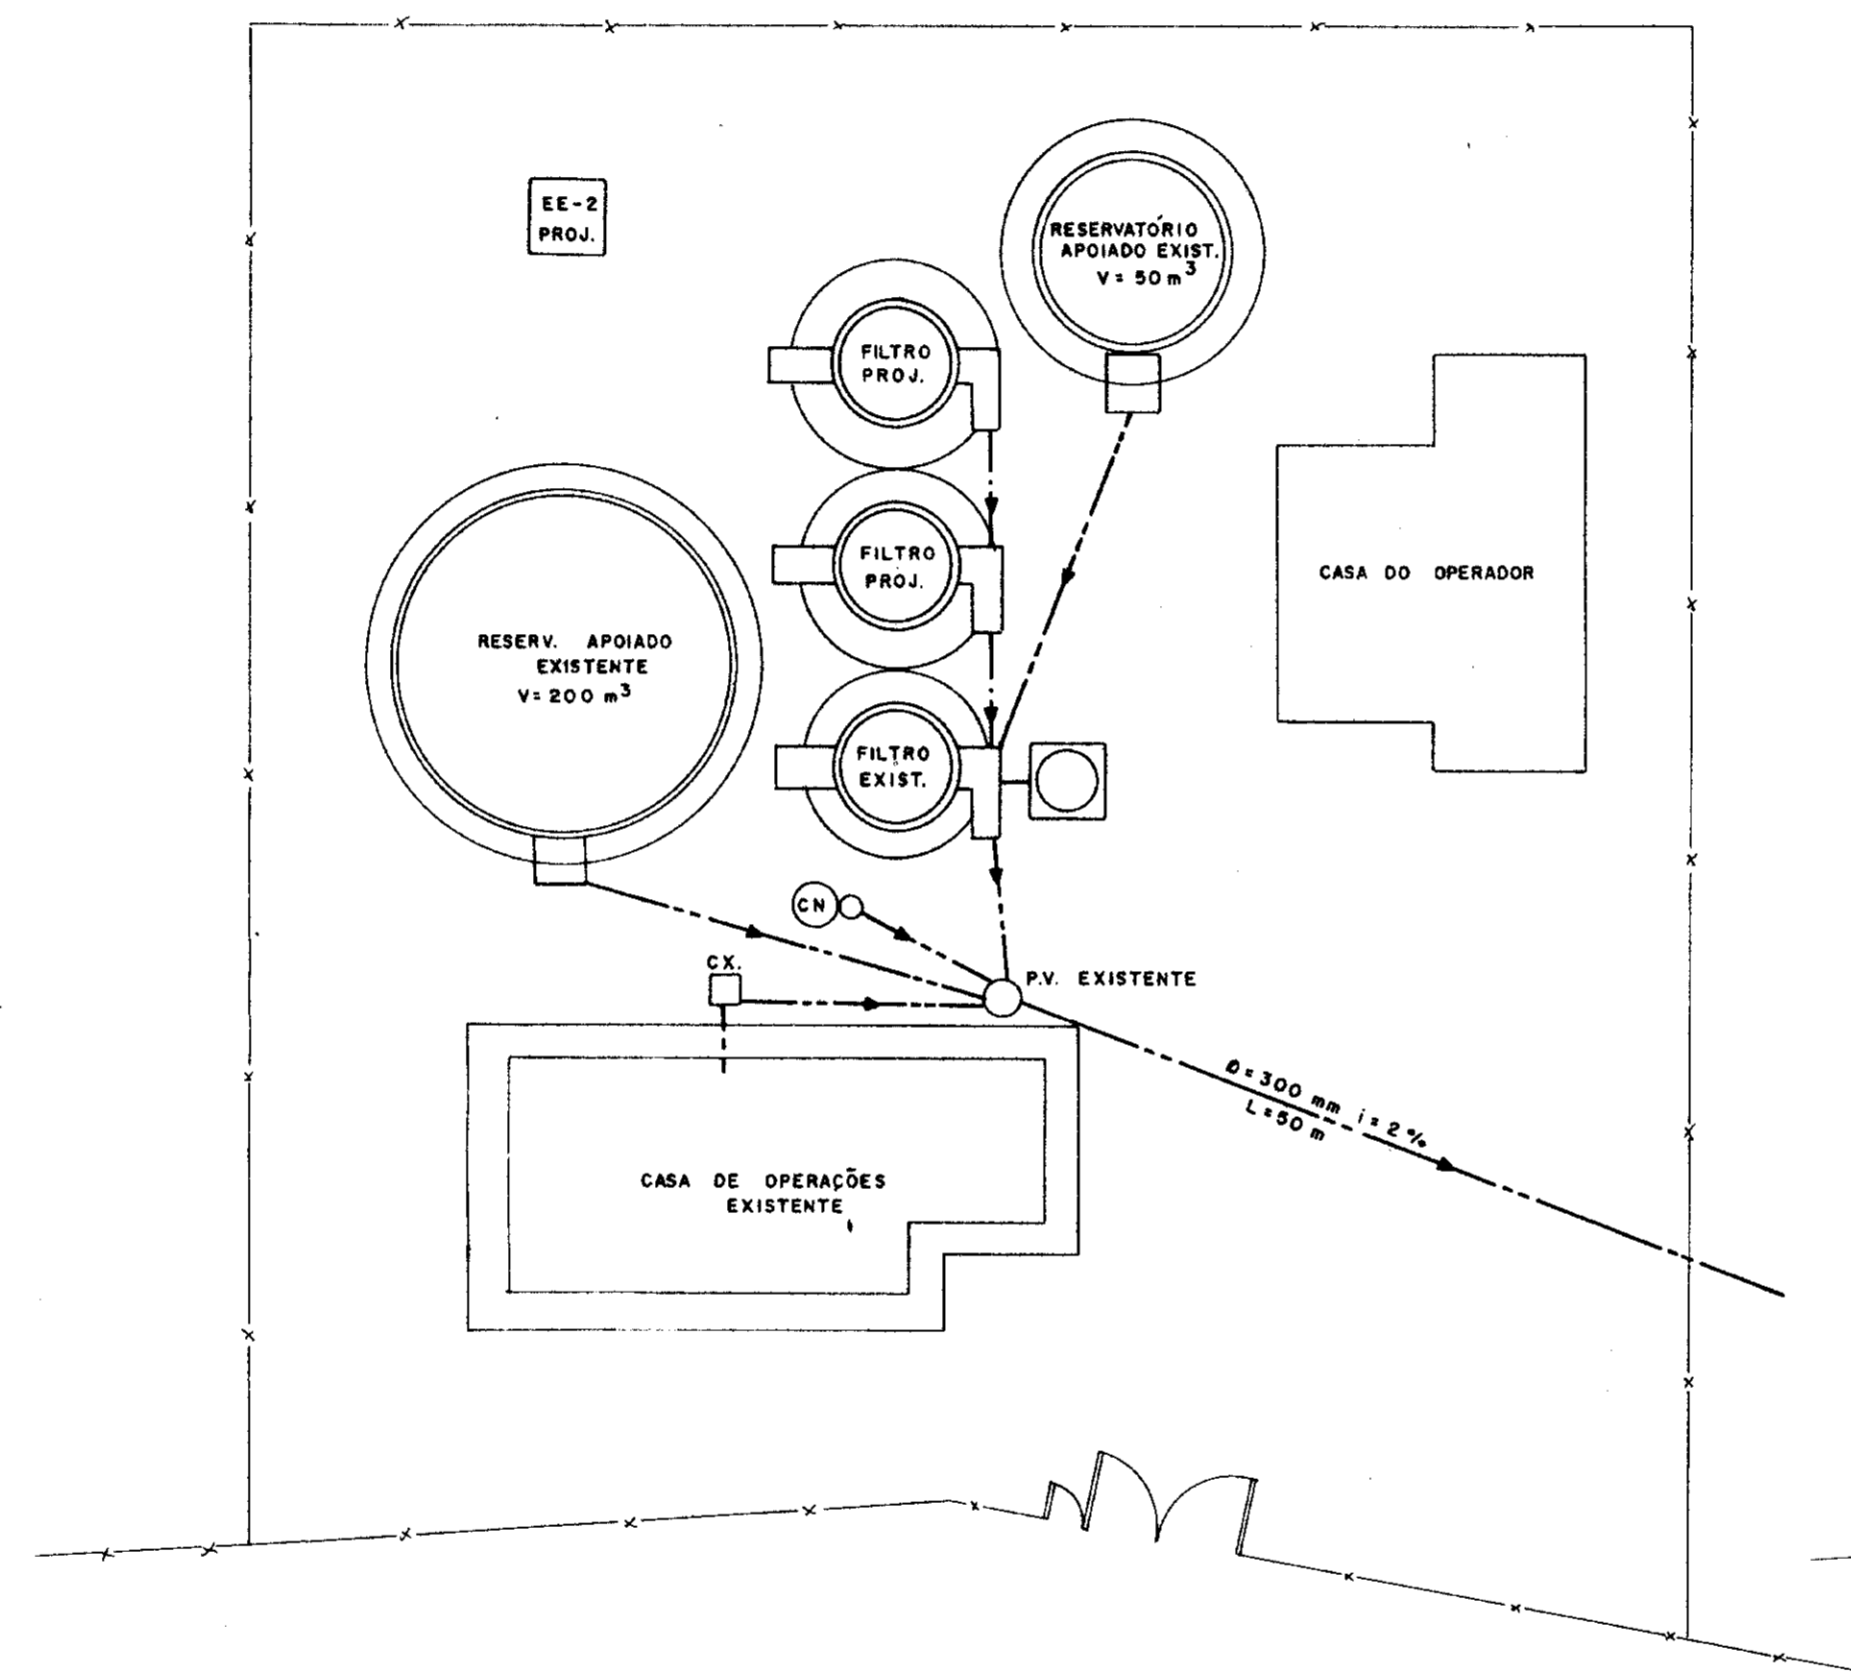 EE-2
PROJ.
RESERVATÓRIO
APOIADO EXIST.
V = 50 m³
FILTRO
PROJ.
FILTRO
PROJ.
CASA DO OPERADOR
RESERV. APOIADO
EXISTENTE
V= 200 m³
FILTRO
EXIST.
CN
CX.
P.V. EXISTENTE
Ø = 300 mm i = 2 %
L = 50 m
CASA DE OPERAÇÕES
EXISTENTE